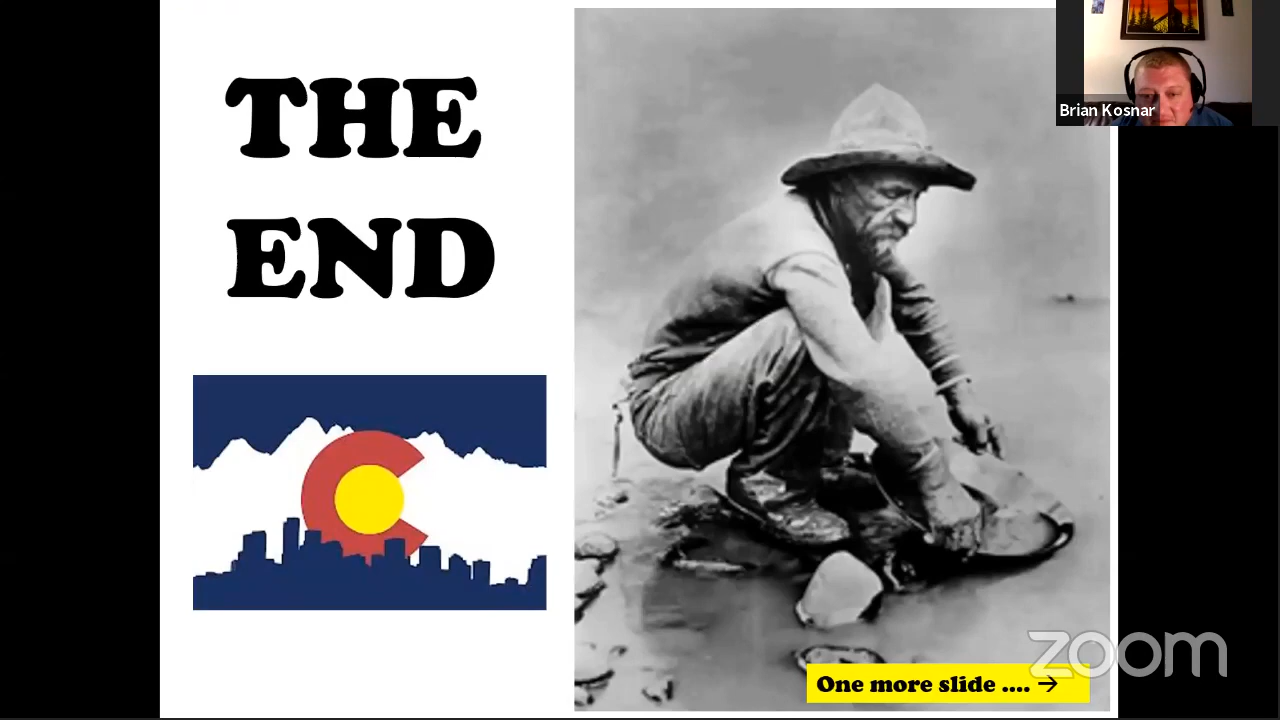 THE
END
Brian Kosnar
One more slide .... →
zoom